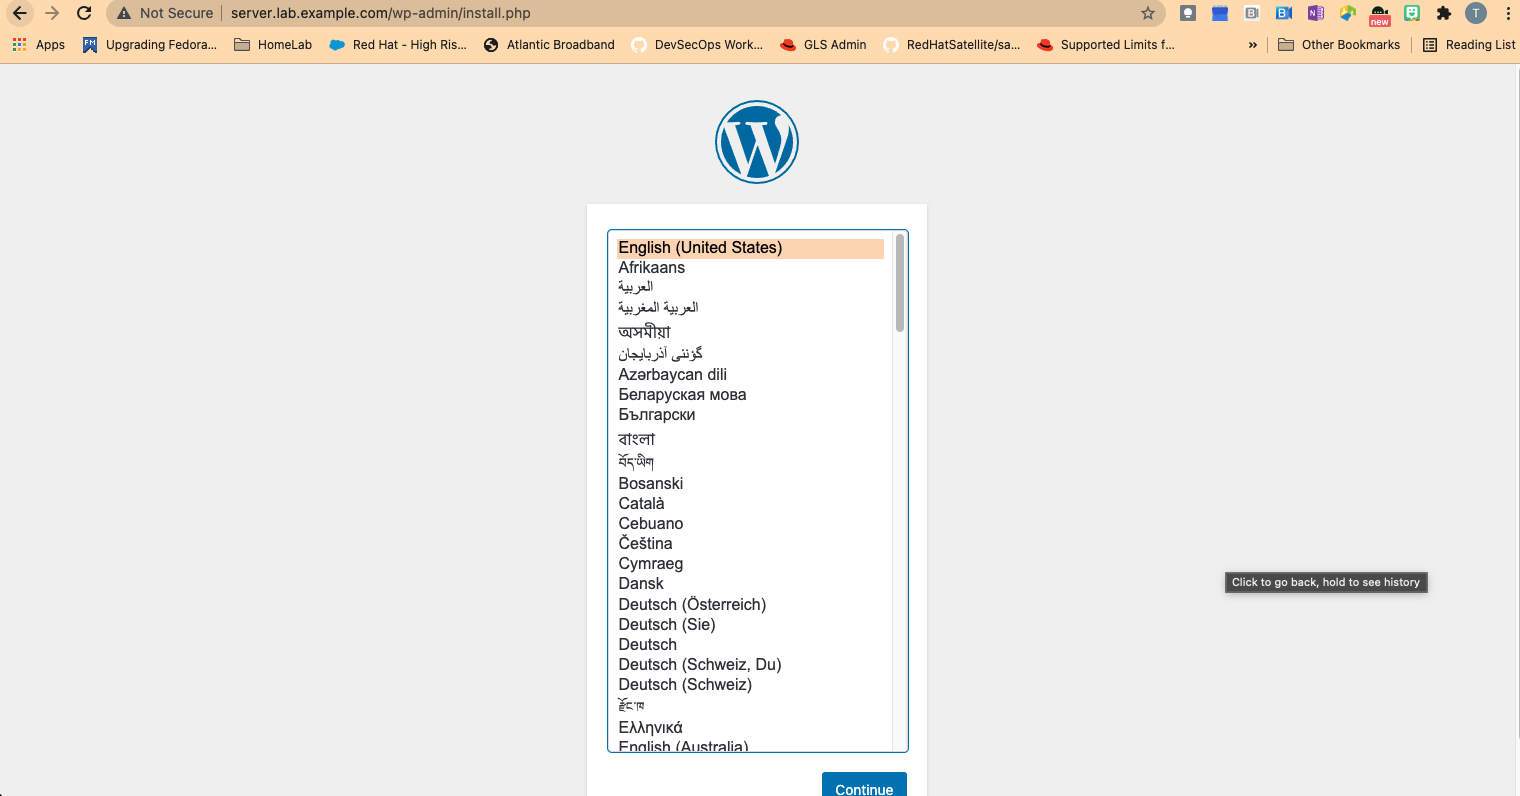 Not Secure | server.lab.example.com/wp-admin/install.php
new
T
Apps FM Upgrading Fedora... HomeLab Red Hat - High Ris... Atlantic Broadband DevSecOps Work... GLS Admin RedHatSatellite/sa... Supported Limits f... » Other Bookmarks Reading List
W
English (United States)
Afrikaans
العربية
العربية المغربية
অসমীয়া
گؤنئی آذربایجان
Azərbaycan dili
Беларуская мова
Български
বাংলা
བོད་ཡིག
Bosanski
Català
Cebuano
Čeština
Cymraeg
Dansk
Deutsch (Österreich)
Deutsch (Sie)
Deutsch
Deutsch (Schweiz, Du)
Deutsch (Schweiz)
རྫོང་ཁ
Ελληνικά
English (Australia)
Click to go back, hold to see history
Continue